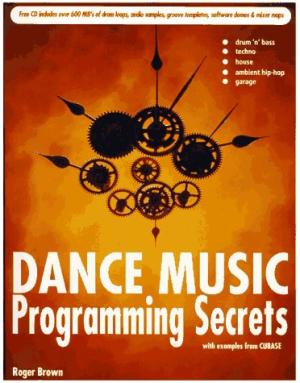 Free CD includes over 600 MB's of drum loops, audio samples, groove templates, software demos & mixer maps
drum 'n' bass
techno
house
ambient hip-hop
garage
DANCE MUSIC
Programming Secrets
with examples from CUBASE
Roger Brown